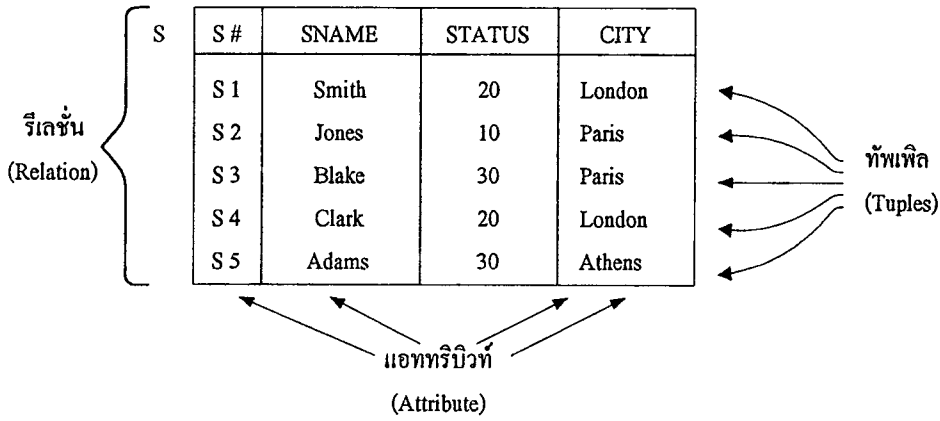 S S # SNAME STATUS CITY
S 1 Smith 20 London
S 2 Jones 10 Paris
S 3 Blake 30 Paris
S 4 Clark 20 London
S 5 Adams 30 Athens
รีเลชั่น
(Relation)
ทัพเพิล
(Tuples)
แอททริบิวท์
(Attribute)